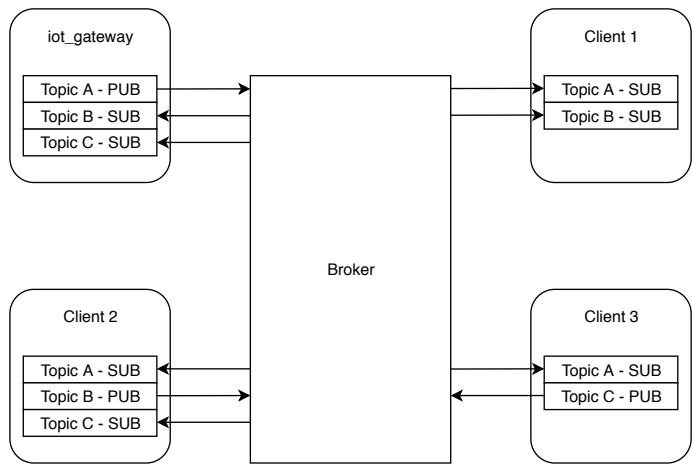 iot_gateway
Topic A - PUB
Topic B - SUB
Topic C - SUB
Client 1
Topic A - SUB
Topic B - SUB
Broker
Client 2
Topic A - SUB
Topic B - PUB
Topic C - SUB
Client 3
Topic A - SUB
Topic C - PUB